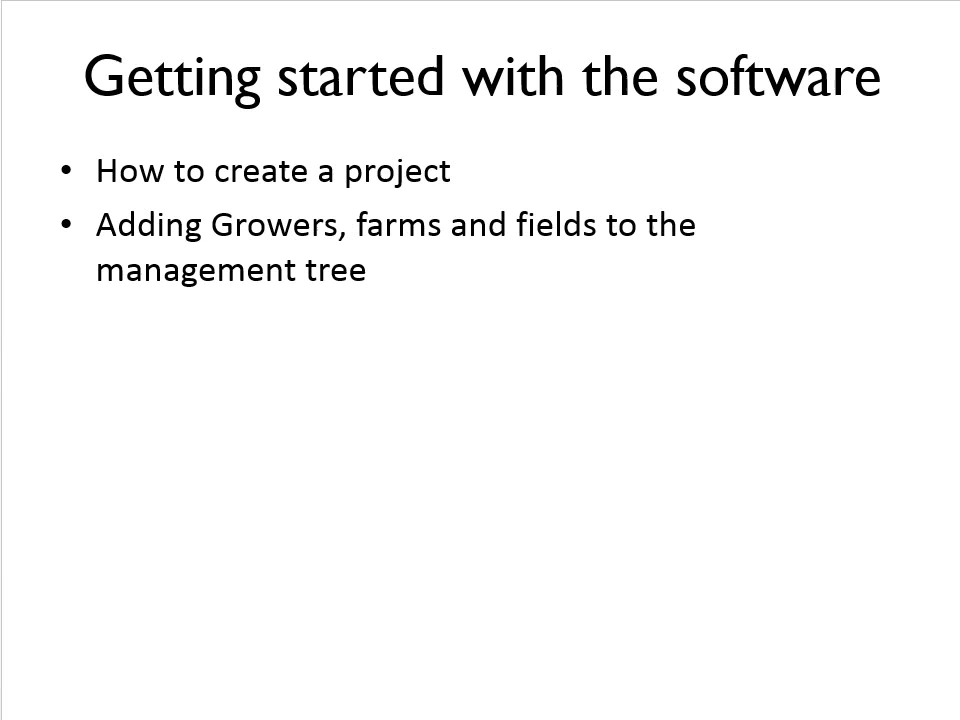 Getting started with the software
• How to create a project
• Adding Growers, farms and fields to the
management tree